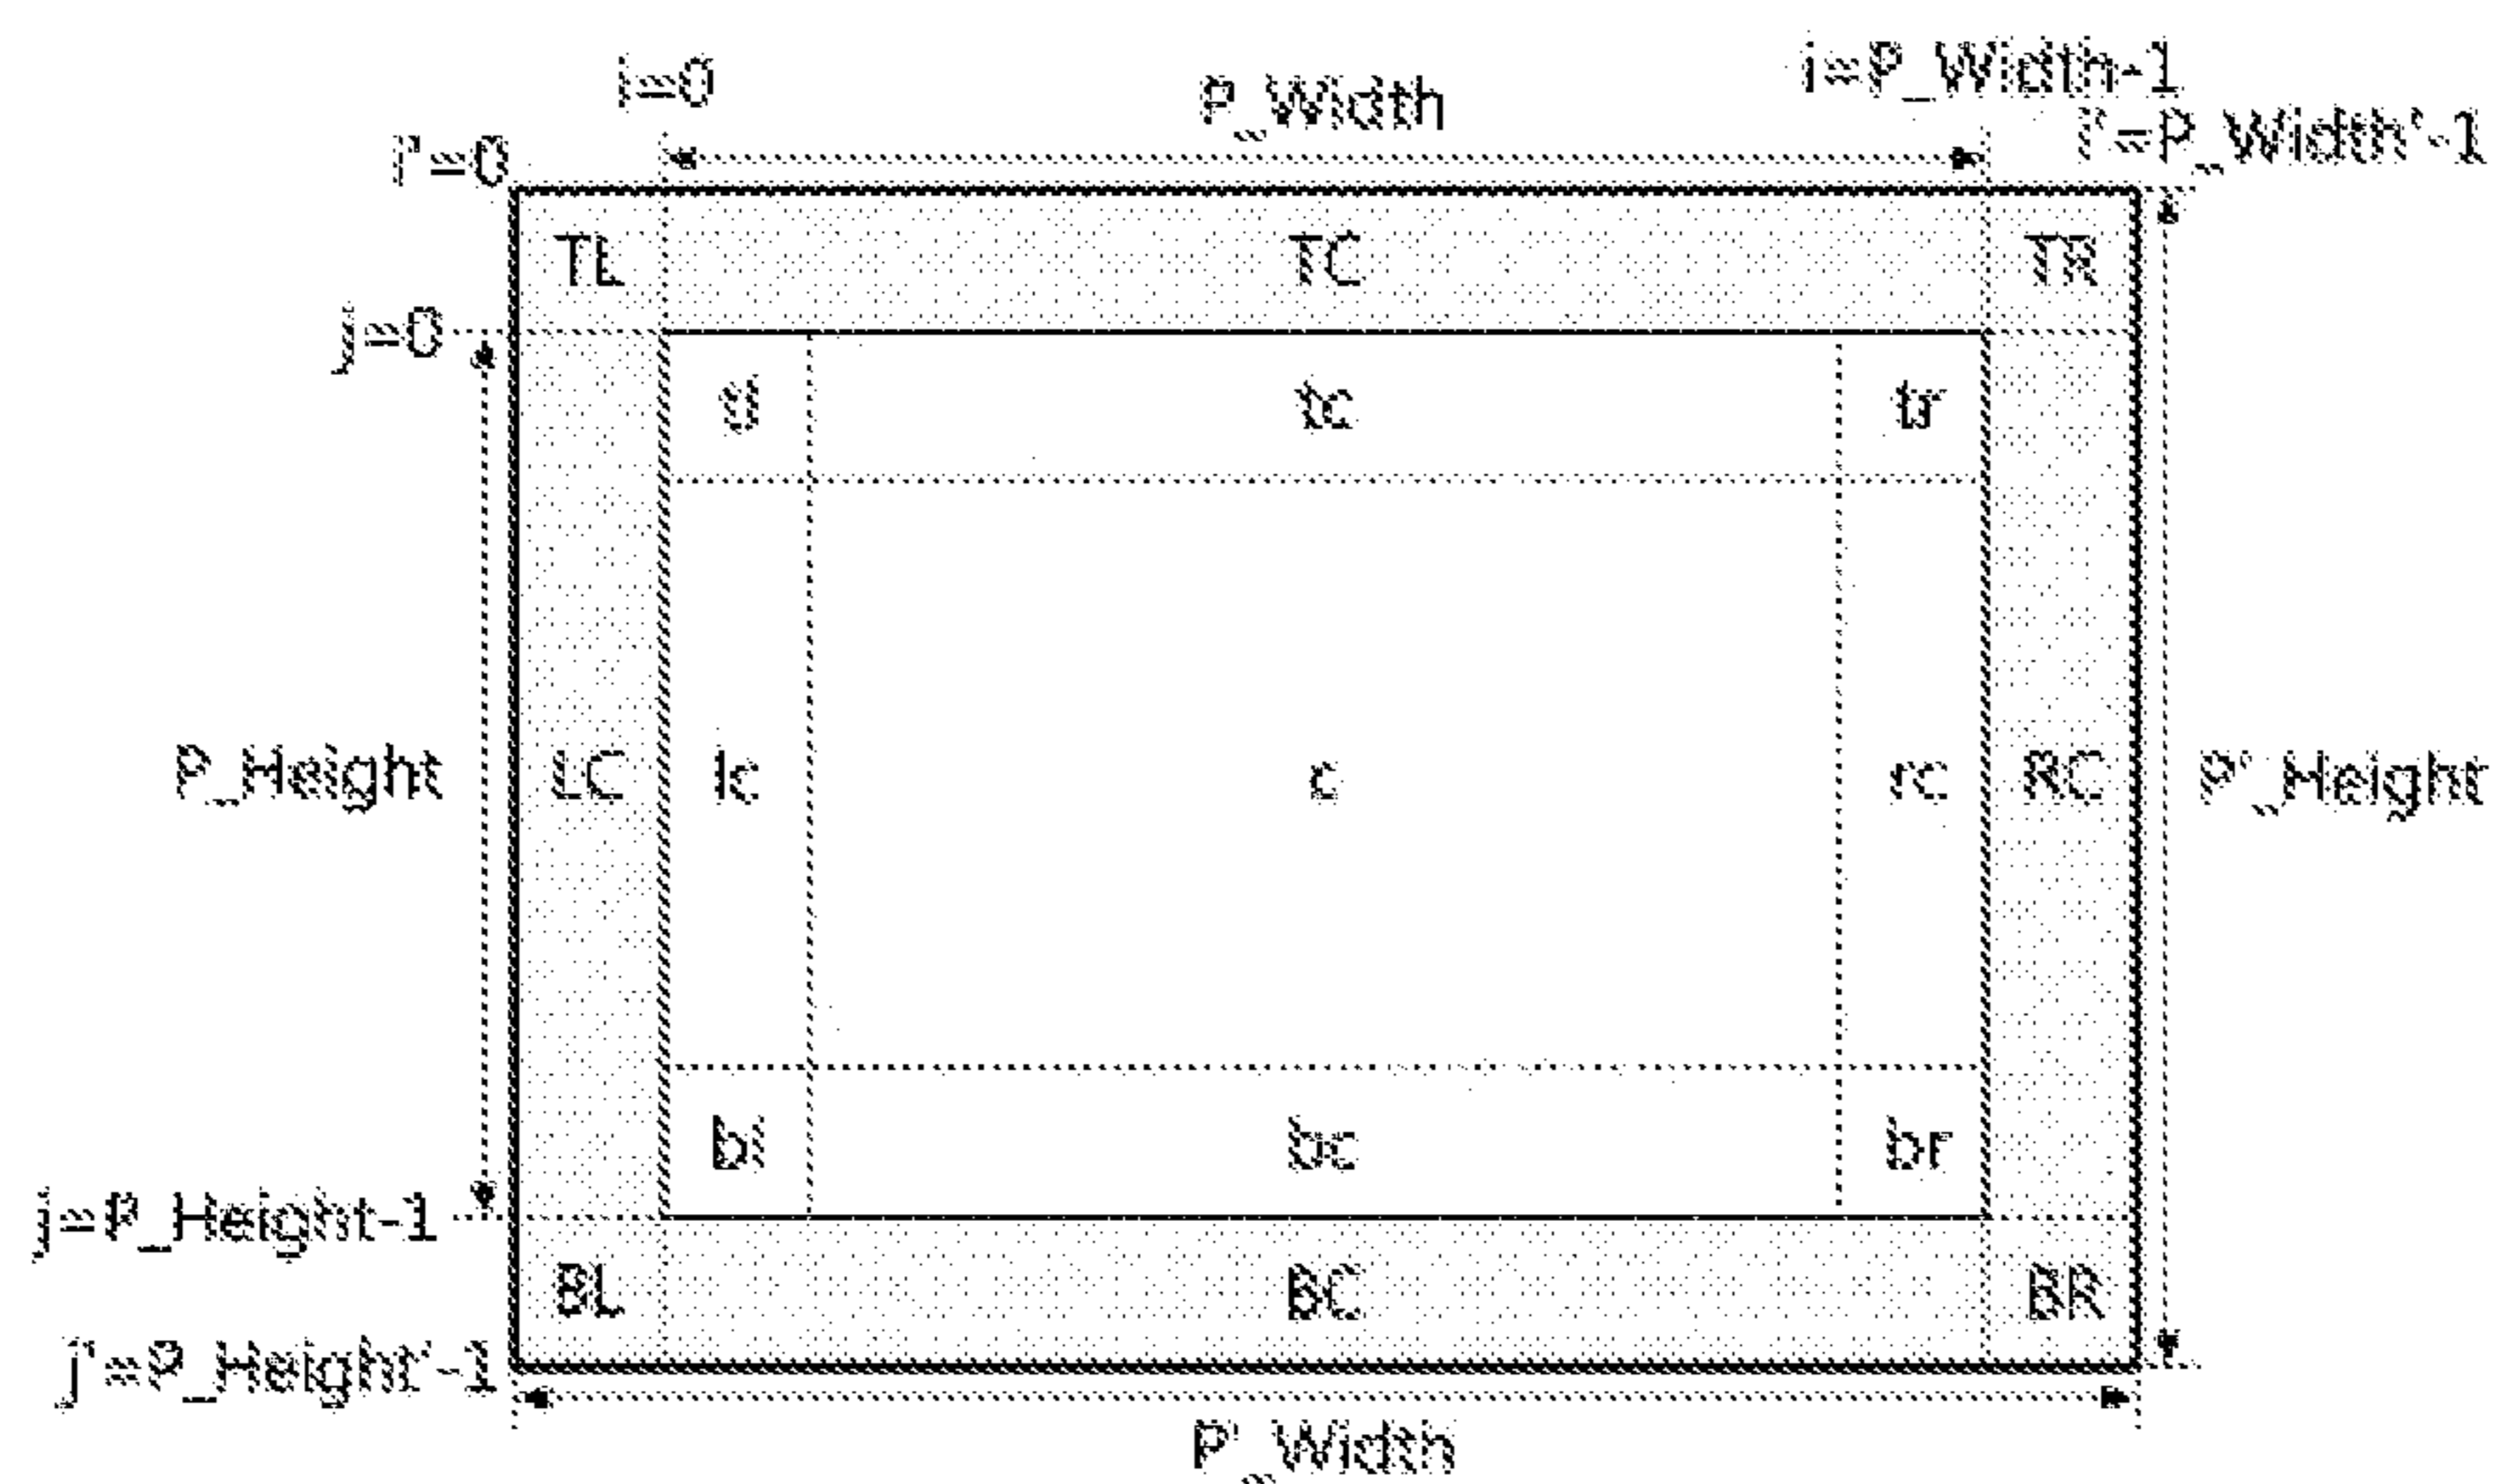 i=0
P_Width
i=P_Width-1
i'=0
i'=P_Width'-1
TL TC TR
j=0
tl tc tr
P_Height LC lc c rc RC P'_Height
bl bc br
j=P_Height-1
BL BC BR
j'=P_Height'-1
P'_Width